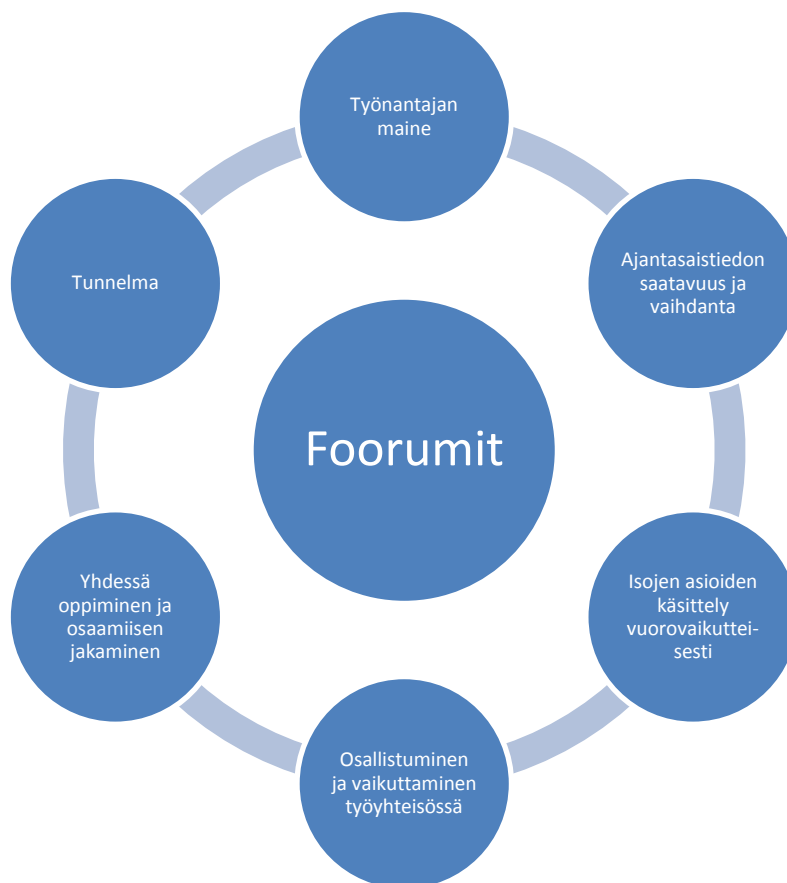 Työnantajan
maine
Ajantasaistiedon
saatavuus ja
vaihdanta
Isojen asioiden
käsittely
vuorovaikuttei-
sesti
Osallistuminen
ja vaikuttaminen
työyhteisössä
Yhdessä
oppiminen ja
osaamiisen
jakaminen
Tunnelma
Foorumit